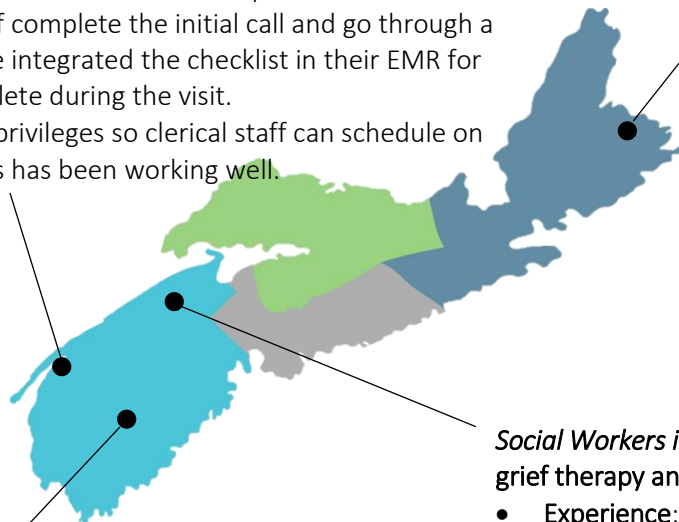 f complete the initial call and go through a
e integrated the checklist in their EMR for
lete during the visit.
privileges so clerical staff can schedule on
s has been working well.
Social Workers i
grief therapy an
• Experience: